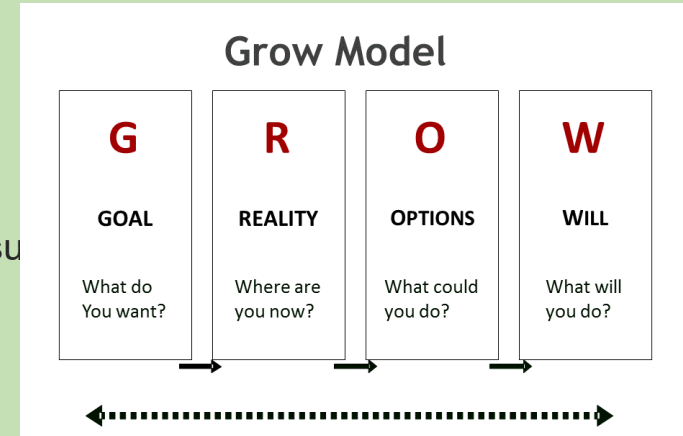 Grow Model
G
GOAL
What do
You want?
R
REALITY
Where are
you now?
O
OPTIONS
What could
you do?
W
WILL
What will
you do?
su